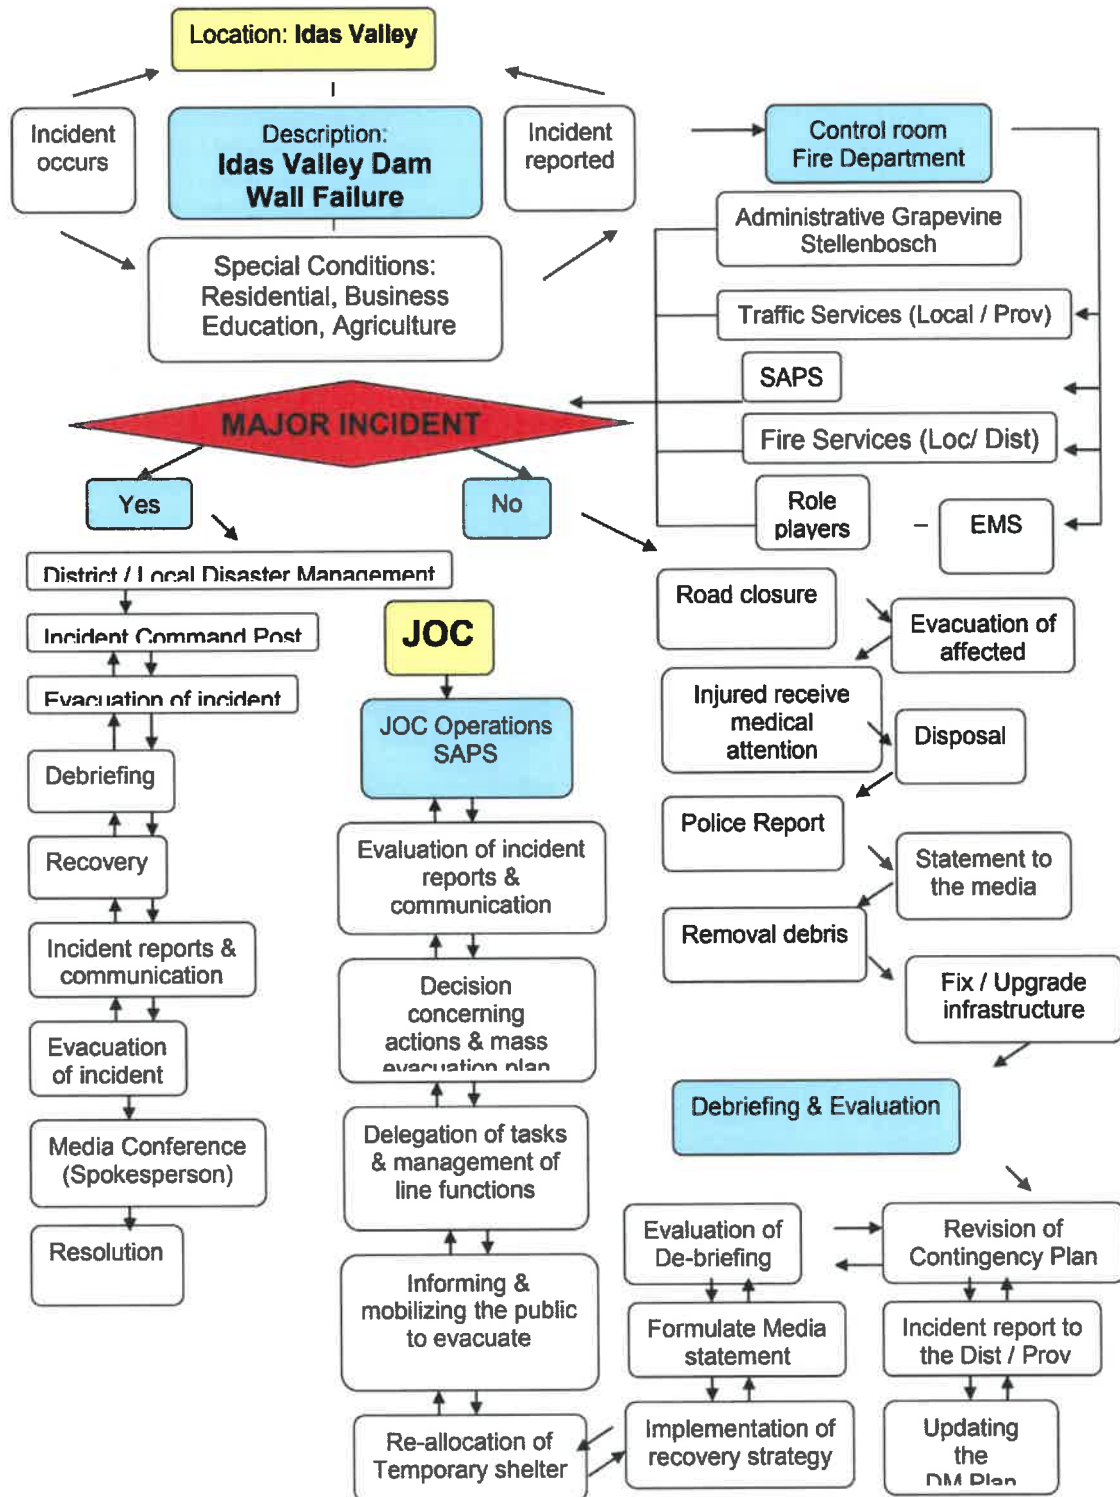 Location: Idas Valley
Incident
occurs
Description:
Idas Valley Dam
Wall Failure
Incident
reported
Control room
Fire Department
Special Conditions:
Residential, Business
Education, Agriculture
Administrative Grapevine
Stellenbosch
Traffic Services (Local / Prov)
SAPS
Fire Services (Loc/ Dist)
Role
players
EMS
MAJOR INCIDENT
Yes
No
District / Local Disaster Management
Incident Command Post
Evacuation of incident
Debriefing
Recovery
Incident reports &
communication
Evacuation
of incident
Media Conference
(Spokesperson)
Resolution
JOC
JOC Operations
SAPS
Evaluation of incident
reports &
communication
Decision
concerning
actions & mass
evacuation plan
Delegation of tasks
& management of
line functions
Informing &
mobilizing the public
to evacuate
Re-allocation of
Temporary shelter
Road closure
Evacuation of
affected
Injured receive
medical
attention
Disposal
Police Report
Statement to
the media
Removal debris
Fix / Upgrade
infrastructure
Debriefing & Evaluation
Evaluation of
De-briefing
Revision of
Contingency Plan
Formulate Media
statement
Incident report to
the Dist / Prov
Implementation of
recovery strategy
Updating
the
DM Plan